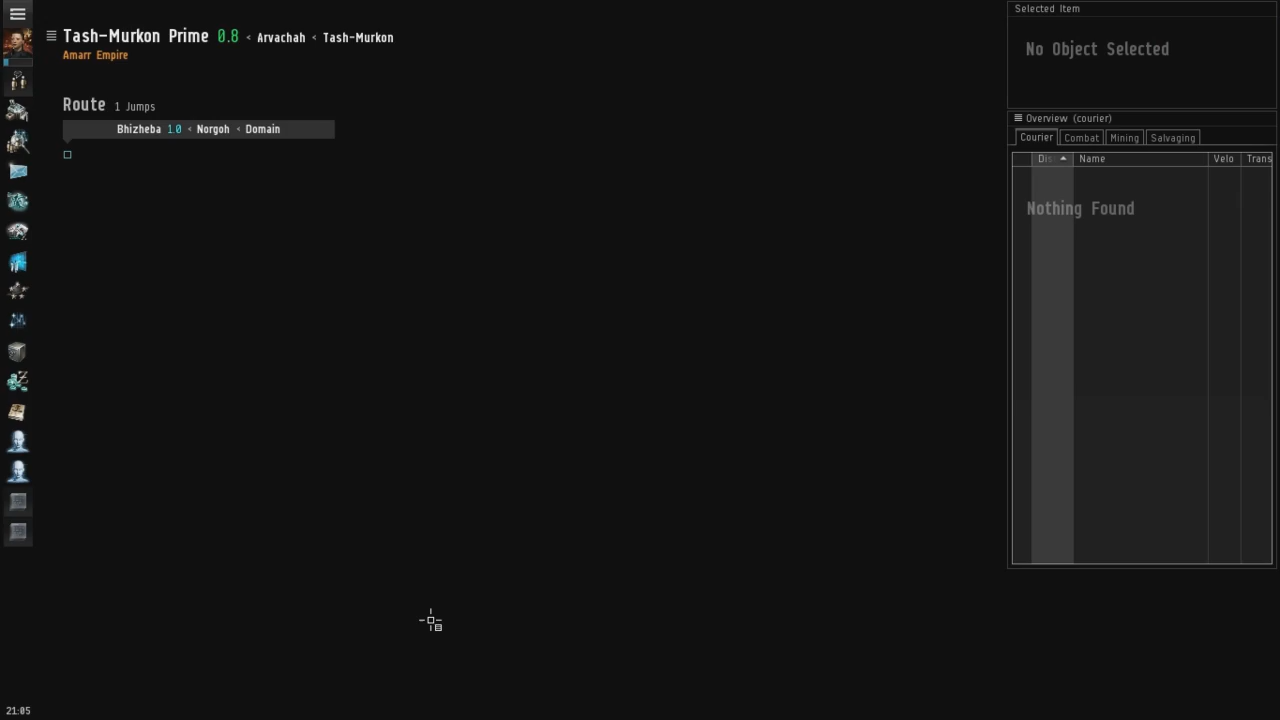 Tash-Murkon Prime 0.8 < Arvachah < Tash-Murkon
Amarr Empire
Route 1 Jumps
Bhizheba 1.0 < Norgoh < Domain
Selected Item
No Object Selected
Overview (courier)
Courier Combat Mining Salvaging
Dis Name Velo Trans
Nothing Found
21:05